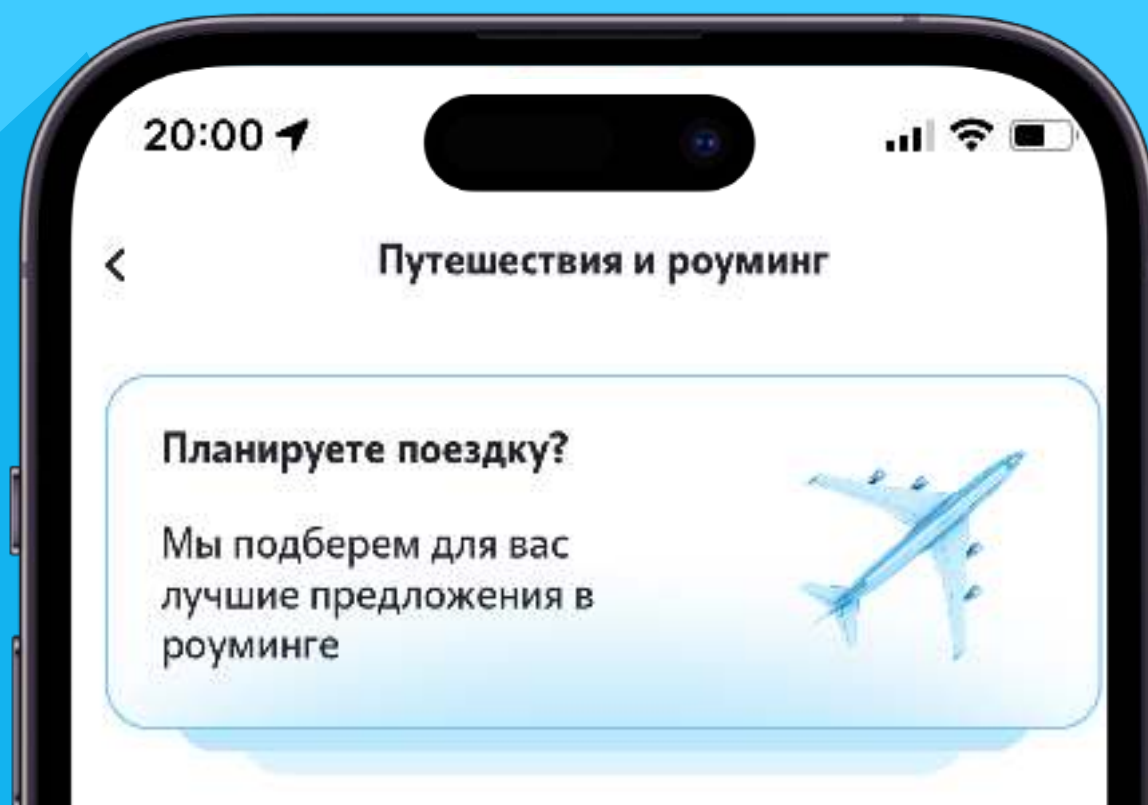 20:00
Путешествия и роуминг
Планируете поездку?
Мы подберем для вас
лучшие предложения в
роуминге